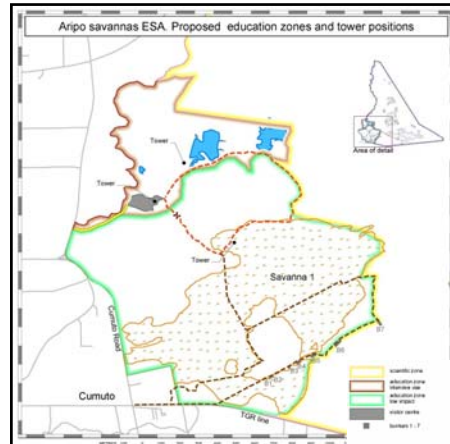 Aripo savannas ESA. Proposed education zones and tower positions
Area of detail
Tower
Tower
Tower
Savanna 1
Cumuto Road
B7
B6
Cumuto
TGR line
scientific zone
education zone
intensive use
education zone
low impact
visitor centre
bunkers 1 - 7